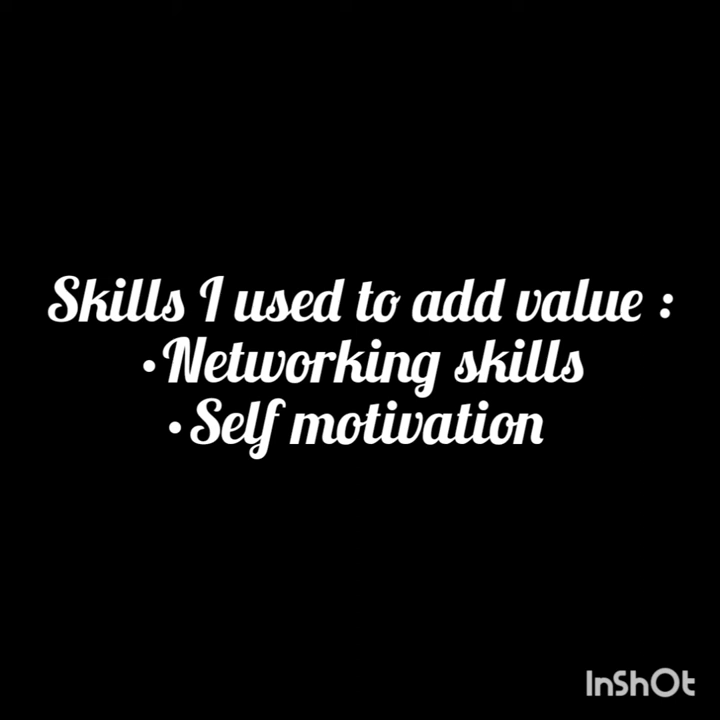 Skills I used to add value :
•Networking skills
•Self motivation
InShOt